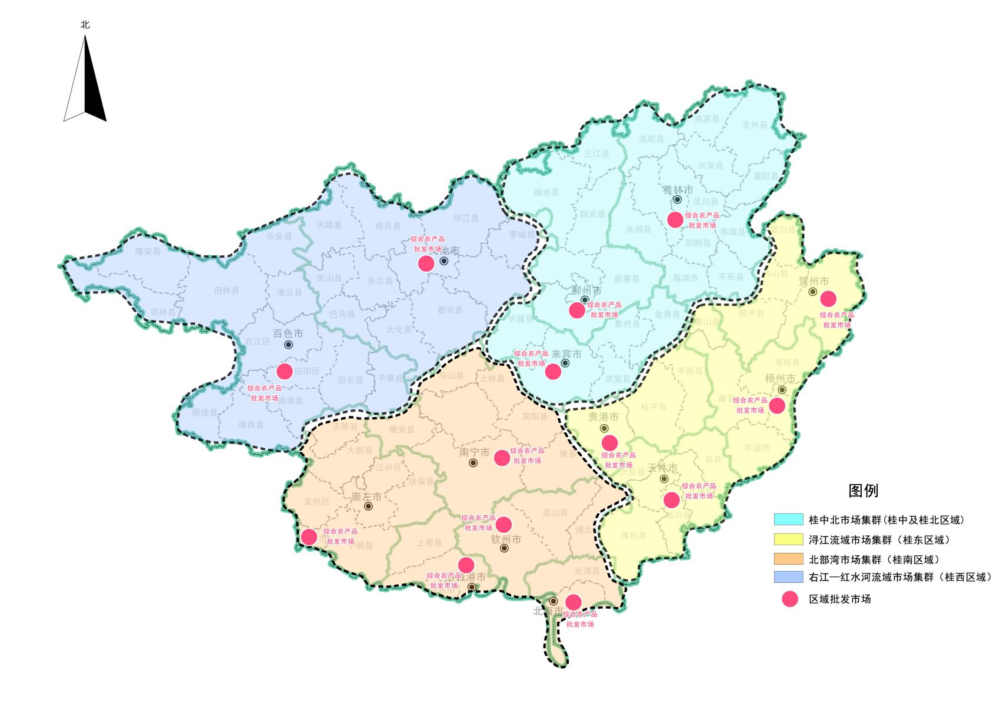 北
资源县
全州县
龙胜县
三江县
兴安县
灌阳县
融水县
桂林市
灵川县
融安县
综合农产品
批发市场
永福县
恭城县
阳朔县
富川县
环江县
天峨县
南丹县
罗城县
乐业县
综合农产品
批发市场
隆安县
凤山县
东兰县
鹿寨县
荔浦市
平乐县
钟山县
贺州市
田林县
凌云县
柳州市
综合农产品
批发市场
都安县
西林县
巴马县
忻城县
象州县
金秀县
蒙山县
昭平县
综合农产品
批发市场
大化县
百色市
右江区
综合农产品
批发市场
来宾市
苍梧县
田阳区
田东县
平果县
马山县
上林县
武宣县
平南县
梧州市
综合农产品
批发市场
德保县
藤县
综合农产品
批发市场
那坡县
靖西县
桂平市
宾阳县
贵港市
天等县
隆安县
大新县
南宁市
综合农产品
批发市场
横县
综合农产品
批发市场
岑溪市
容县
江州区
兴业县
玉林市
扶绥县
崇左市
综合农产品
批发市场
龙州区
灵山县
陆川县
综合农产品
批发市场
浦北
博白县
综合农产品
批发市场
宁明县
上思县
钦州市
合浦县
综合农产品
批发市场
城港市
北海市
综合农产品
批发市场
图例
桂中北市场集群(桂中及桂北区域)
浔江流域市场集群（桂东区域）
北部湾市场集群（桂南区域）
右江—红水河流域市场集群（桂西区域）
区域批发市场